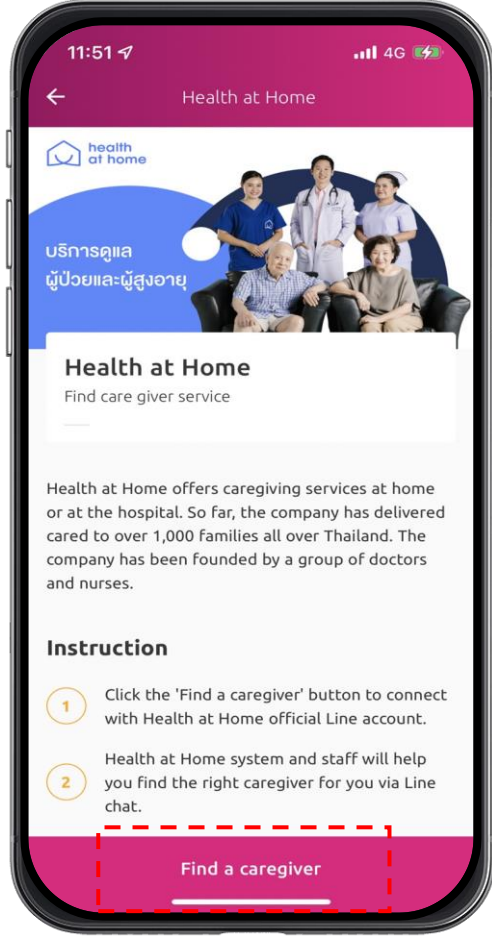 11:51
4G
Health at Home
health
at home
บริการดูแล
ผู้ป่วยและผู้สูงอายุ
Health at Home
Find care giver service
Health at Home offers caregiving services at home
or at the hospital. So far, the company has delivered
cared to over 1,000 families all over Thailand. The
company has been founded by a group of doctors
and nurses.
Instruction
1
Click the 'Find a caregiver' button to connect
with Health at Home official Line account.
2
Health at Home system and staff will help
you find the right caregiver for you via Line
chat.
Find a caregiver